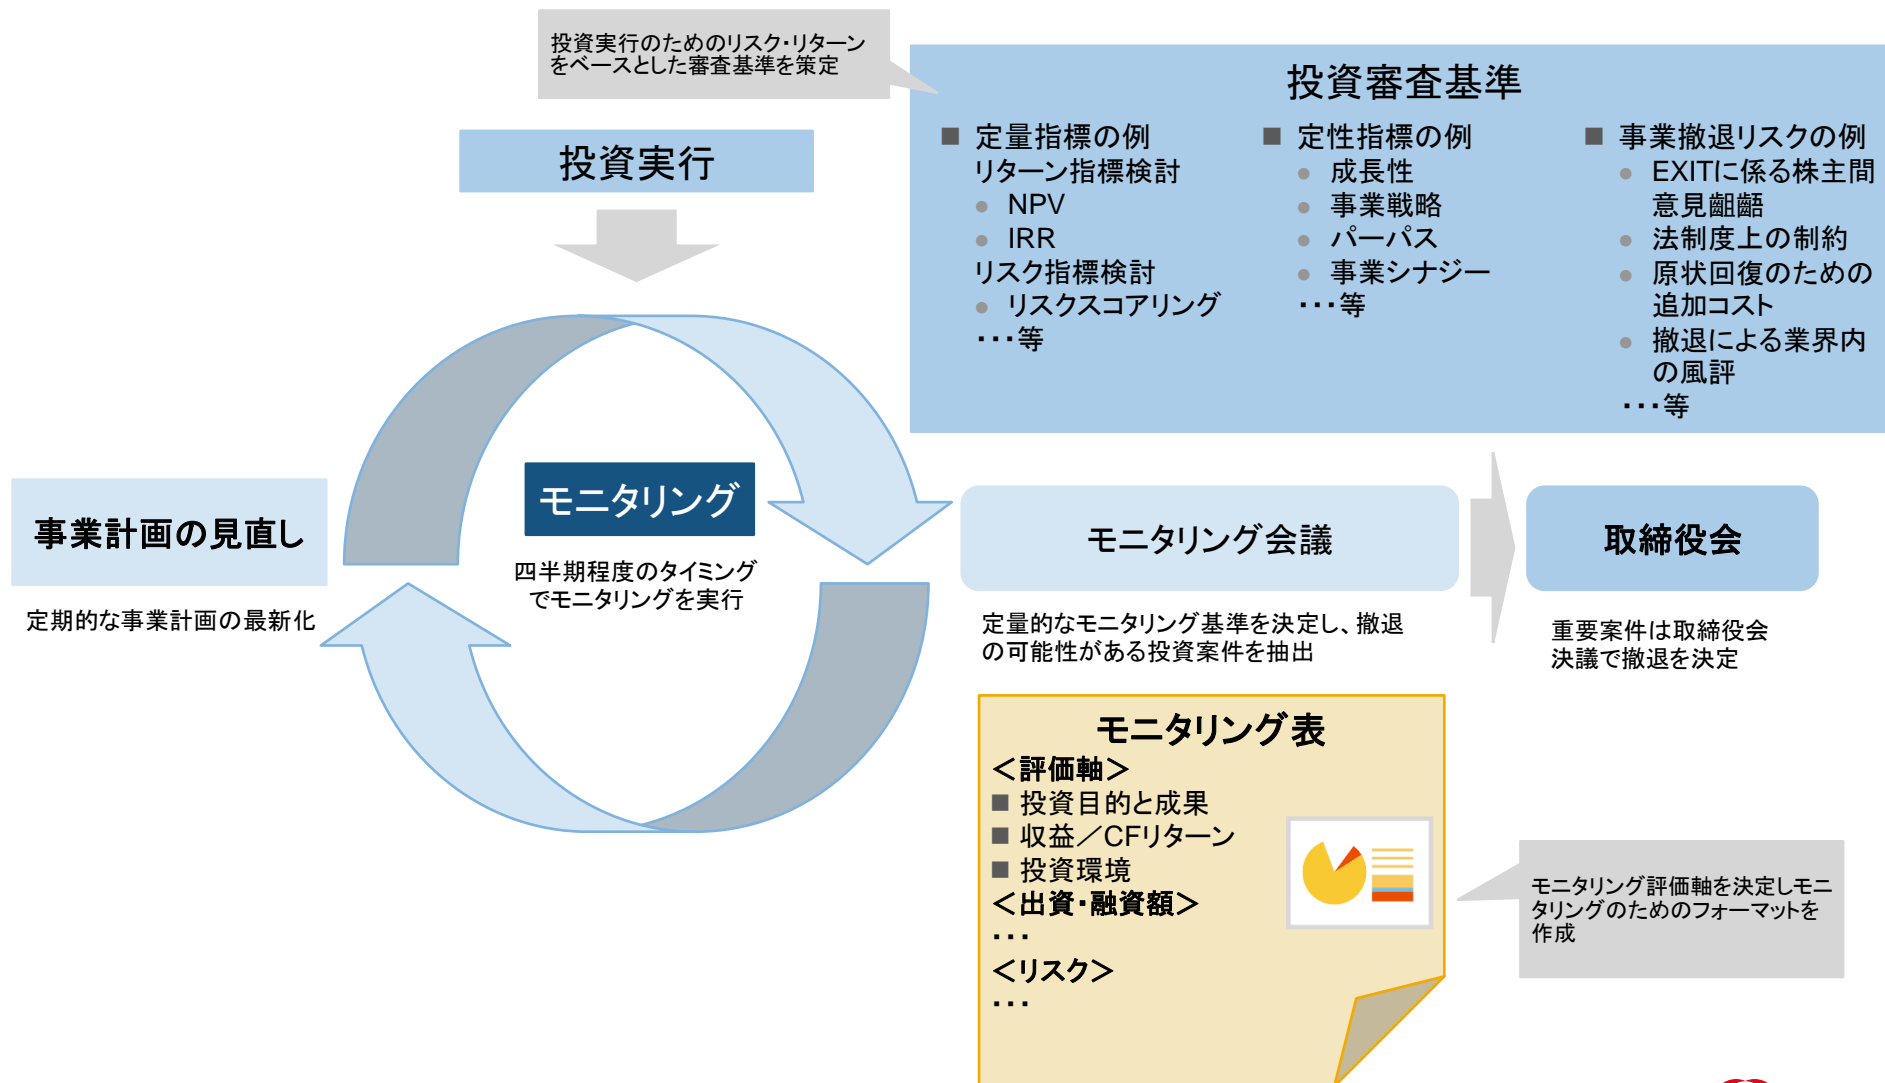 投資実行のためのリスク・リターン
をベースとした審査基準を策定
投資審査基準
■ 定量指標の例
リターン指標検討
● NPV
● IRR
リスク指標検討
● リスクスコアリング
・・・等
■ 定性指標の例
● 成長性
● 事業戦略
● パーパス
● 事業シナジー
・・・等
■ 事業撤退リスクの例
● EXITに係る株主間
意見齟齬
● 法制度上の制約
● 原状回復のための
追加コスト
● 撤退による業界内
の風評
・・・等
投資実行
モニタリング
四半期程度のタイミング
でモニタリングを実行
事業計画の見直し
定期的な事業計画の最新化
モニタリング会議
定量的なモニタリング基準を決定し、撤退
の可能性がある投資案件を抽出
取締役会
重要案件は取締役会
決議で撤退を決定
モニタリング表
＜評価軸＞
■ 投資目的と成果
■ 収益／CFリターン
■ 投資環境
＜出資・融資額＞
・・・
＜リスク＞
・・・
モニタリング評価軸を決定しモニ
タリングのためのフォーマットを
作成